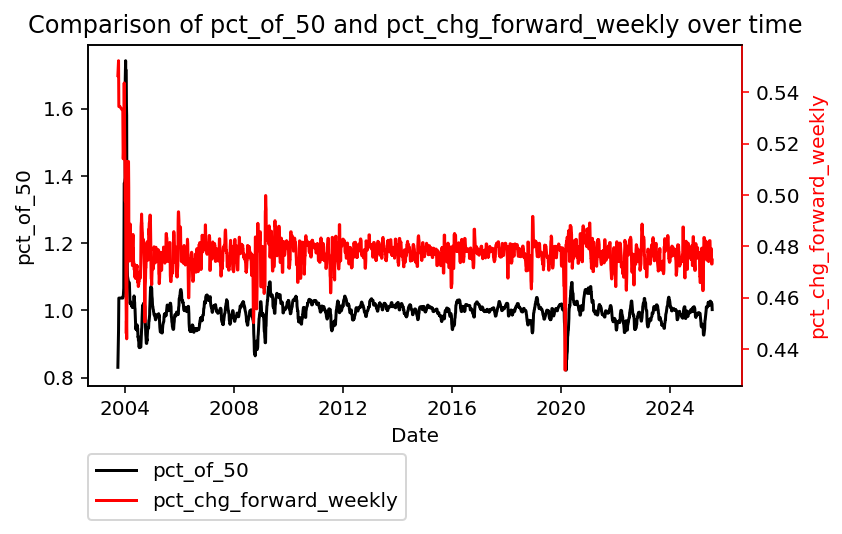 Comparison of pct_of_50 and pct_chg_forward_weekly over time
pct_of_50
1.6
1.4
1.2
1.0
0.8
0.54
0.52
0.50
0.48
0.46
0.44
pct_chg_forward_weekly
2004 2008 2012 2016 2020 2024
Date
pct_of_50
pct_chg_forward_weekly